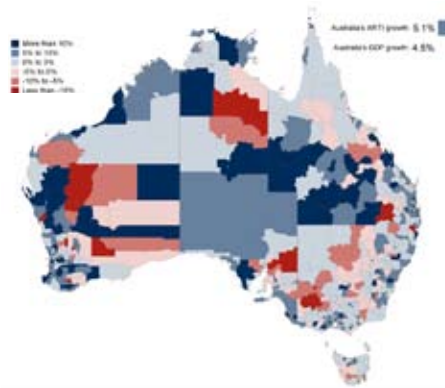 More than 10%
5% to 10%
0% to 5%
-5% to 0%
-10% to -5%
Less than -10%
Australia's ARTI growth: 5.1%
Australia's GDP growth: 4.5%